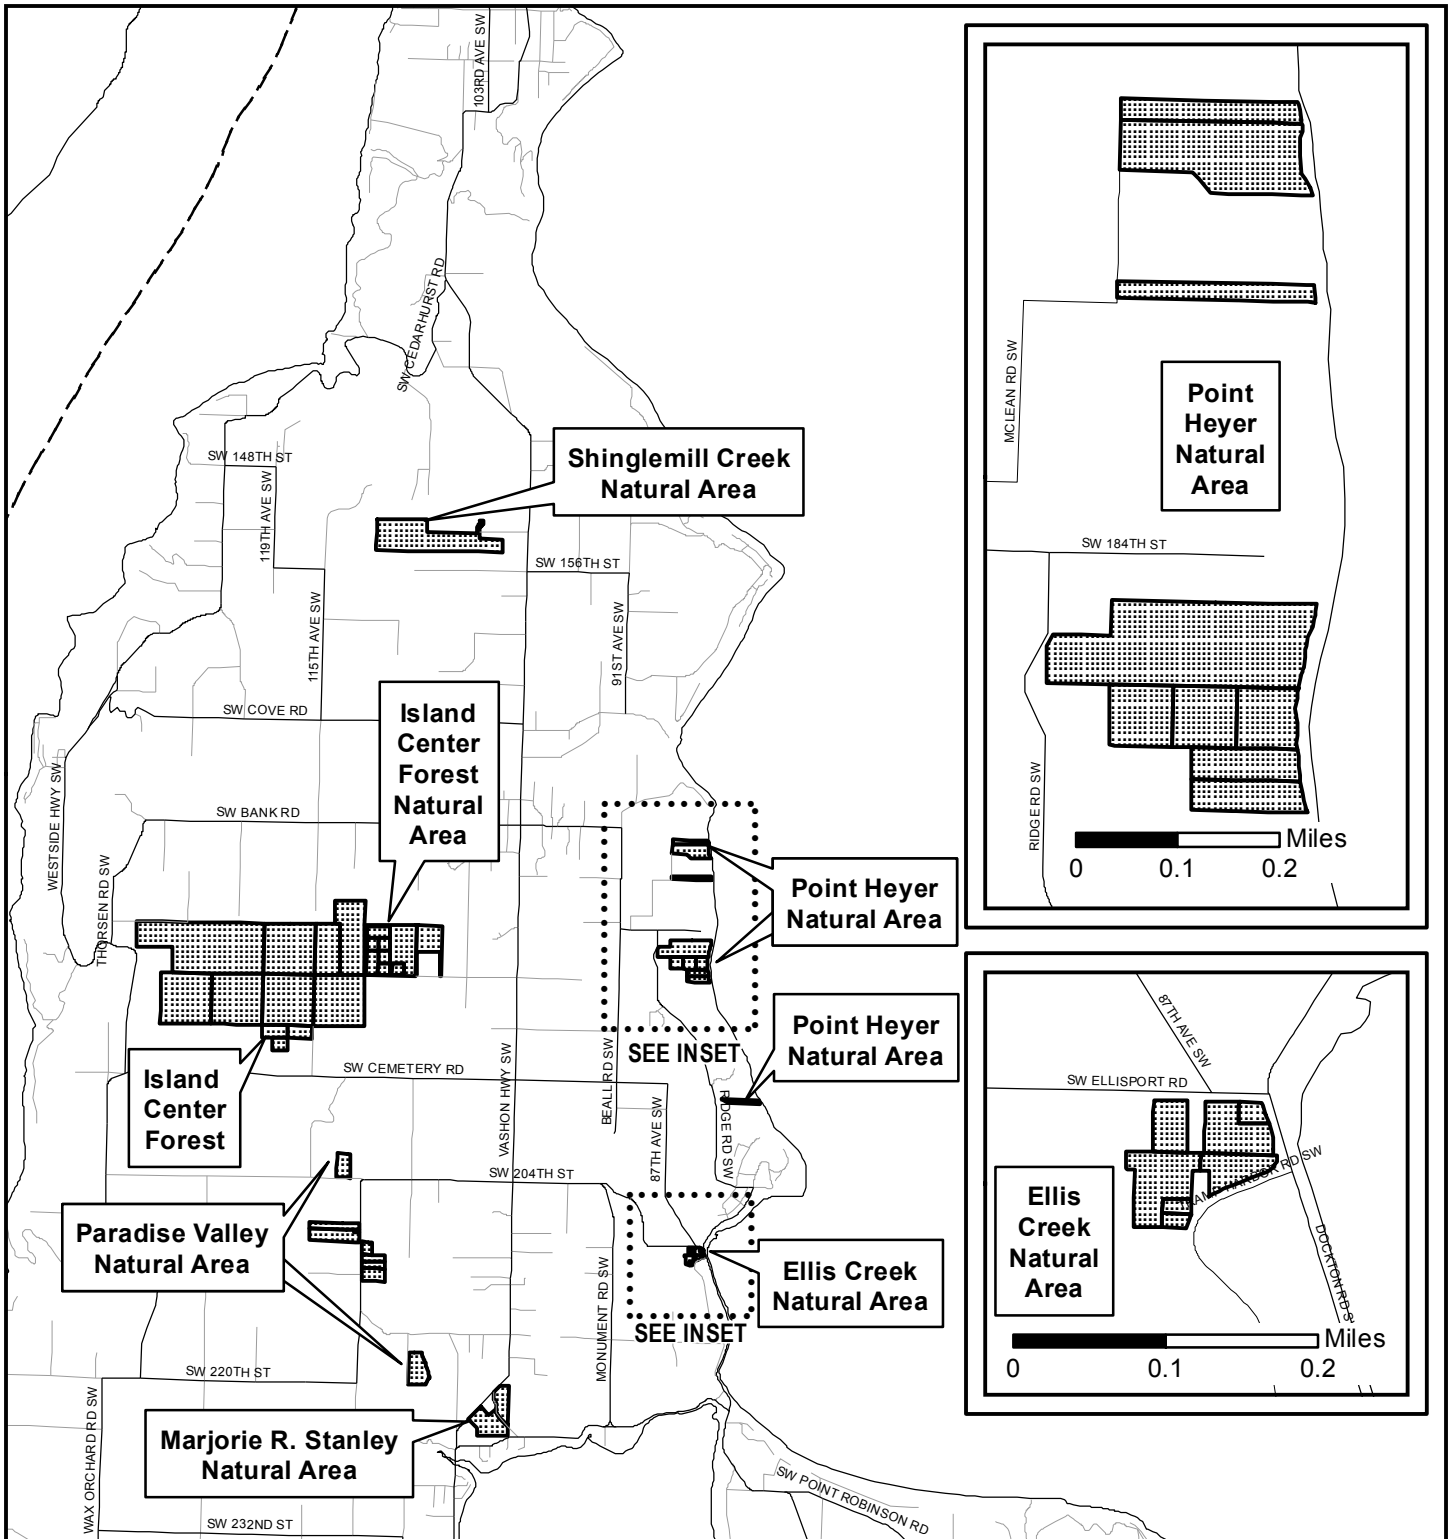 103RD AVE SW
SW CEDARHURST RD
SW 148TH ST
119TH AVE SW
Shinglemill Creek
Natural Area
SW 156TH ST
115TH AVE SW
91ST AVE SW
SW COVE RD
Island
Center
Forest
Natural
Area
WESTSIDE HWY SW
SW BANK RD
THORSEN RD SW
Point Heyer
Natural Area
Point Heyer
Natural Area
SEE INSET
Island
Center
Forest
SW CEMETERY RD
VASHON HWY SW
BEALL RD SW
87TH AVE SW
RIDGE RD SW
SW 204TH ST
Paradise Valley
Natural Area
Ellis Creek
Natural Area
SEE INSET
MONUMENT RD SW
SW 220TH ST
WAX ORCHARD RD SW
Marjorie R. Stanley
Natural Area
SW POINT ROBINSON RD
SW 232ND ST
MCLEAN RD SW
Point
Heyer
Natural
Area
SW 184TH ST
RIDGE RD SW
Miles
0 0.1 0.2
87TH AVE SW
SW ELLISPORT RD
Ellis
Creek
Natural
Area
TRAMP HARBOR RD SW
DOCKTON RD S
Miles
0 0.1 0.2